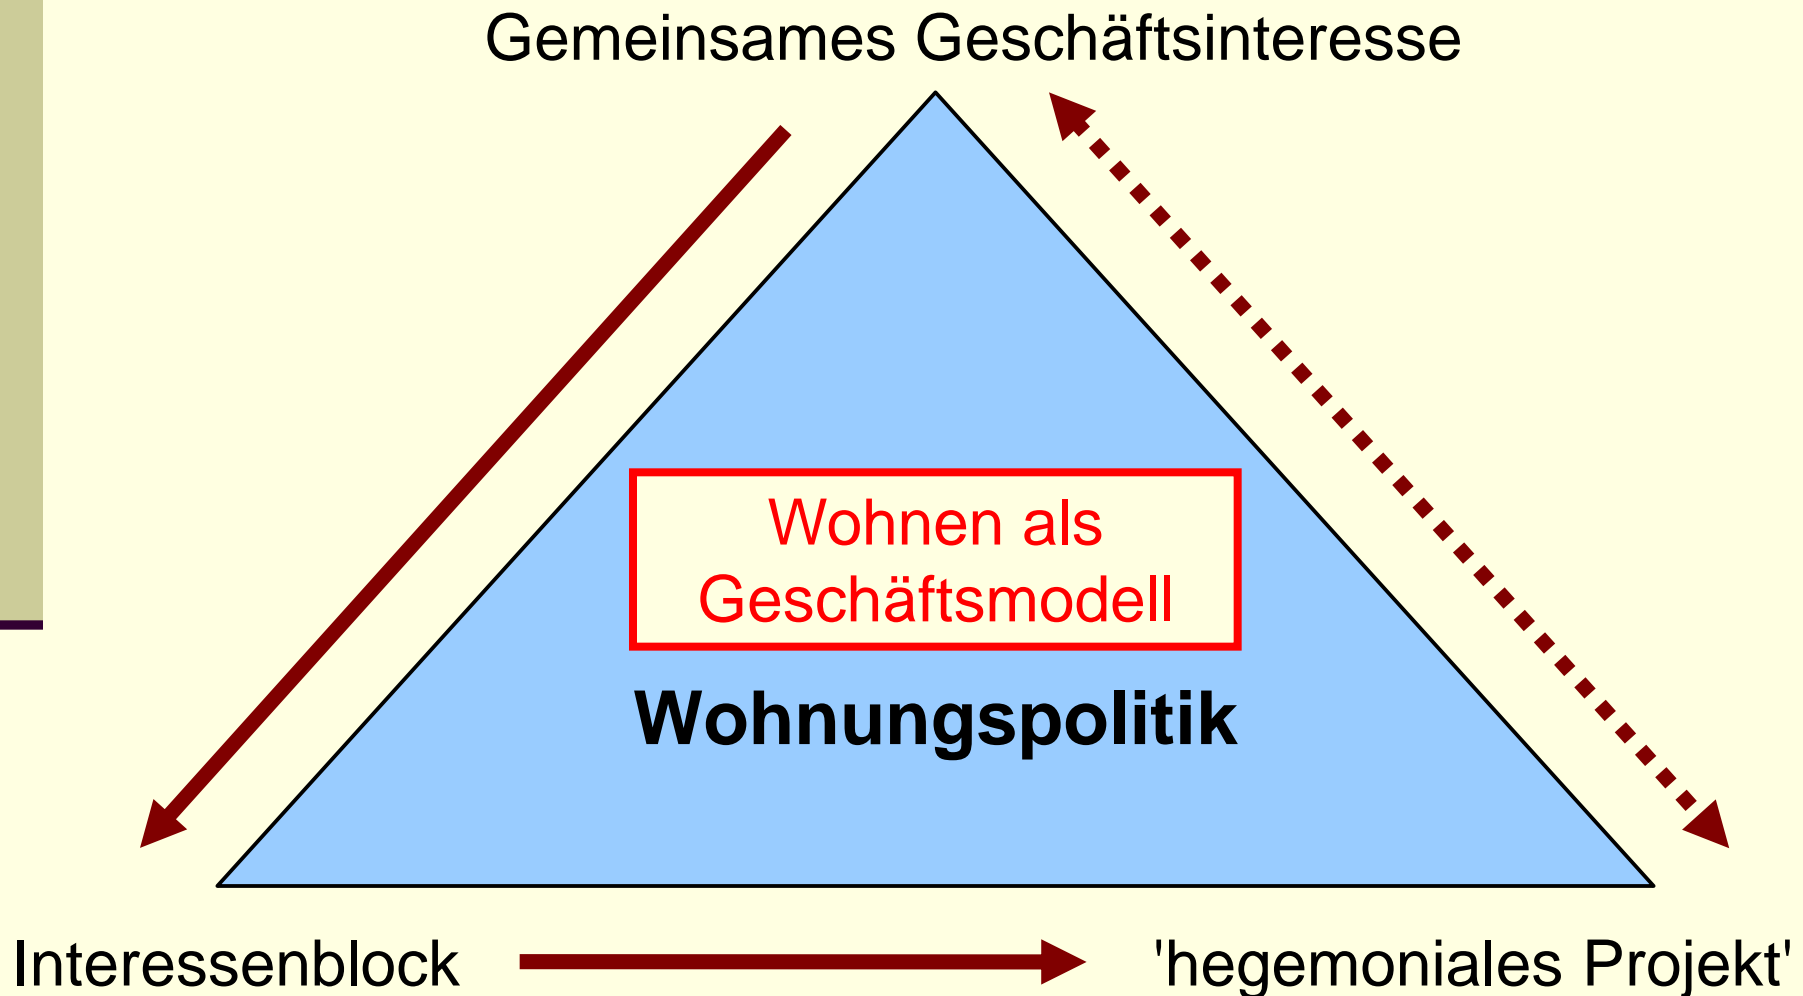 Gemeinsames Geschäftsinteresse
Wohnen als
Geschäftsmodell
Wohnungspolitik
Interessenblock
'hegemoniales Projekt'